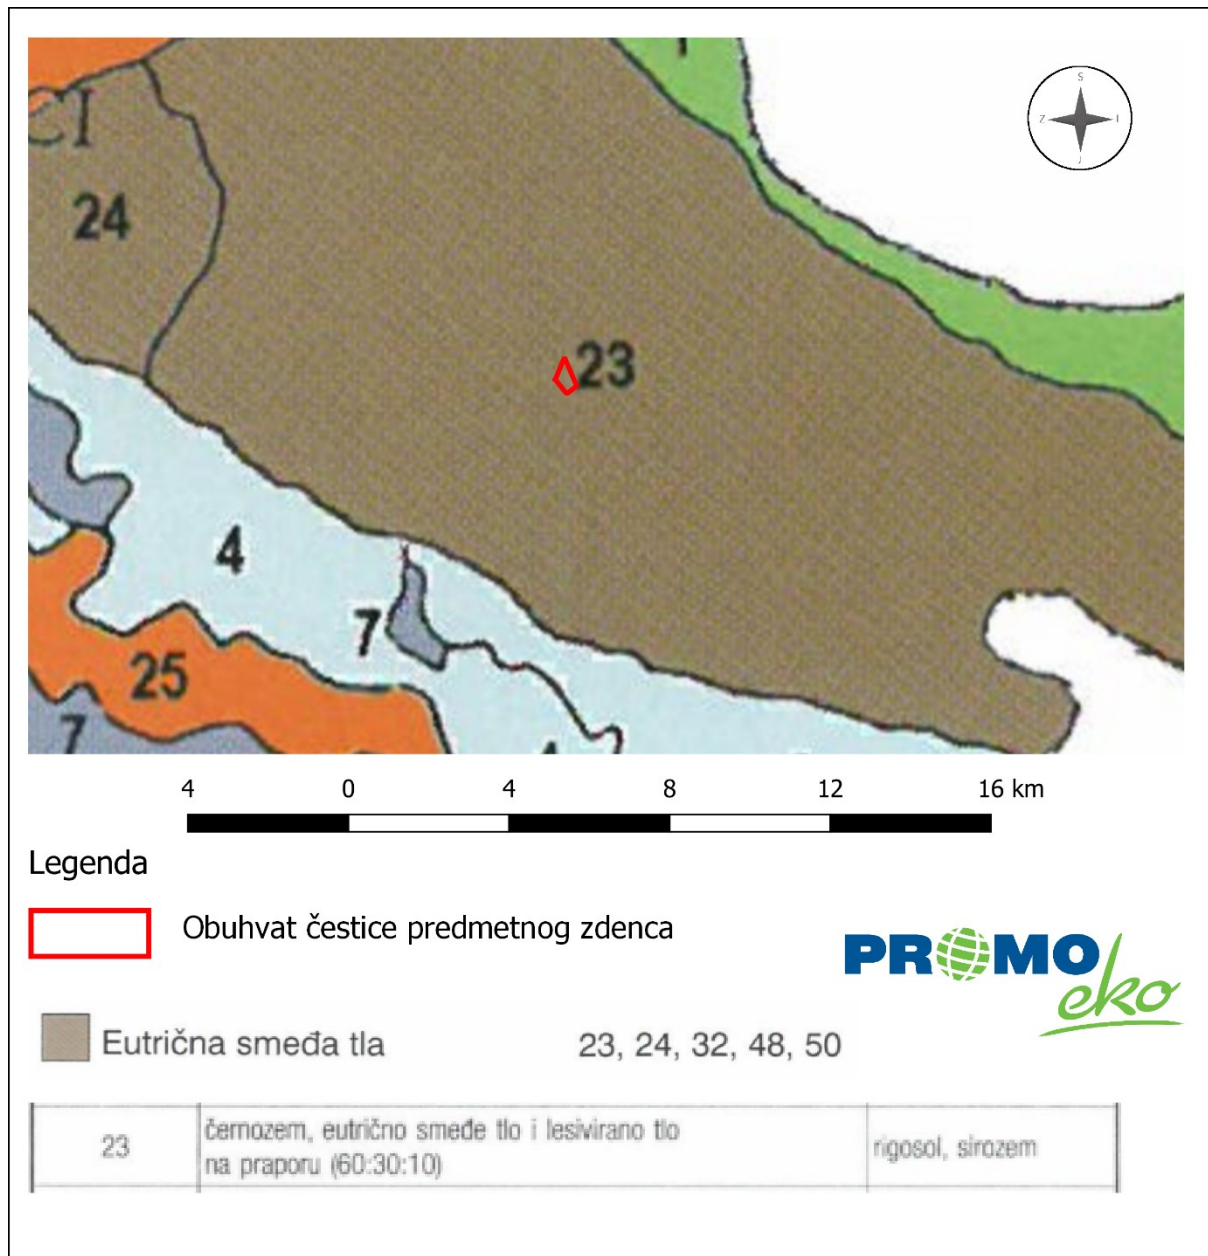 1
S
Z I
J
CI
24
23
4
7
25
7
4 0 4 8 12 16 km
Legenda
Obuhvat čestice predmetnog zdenca
PROMO
eko
Eutrična smeđa tla 23, 24, 32, 48, 50
23 černozem, eutrično smeđe tlo i lesivirano tlo
na praporu (60:30:10) rigosol, sirozem